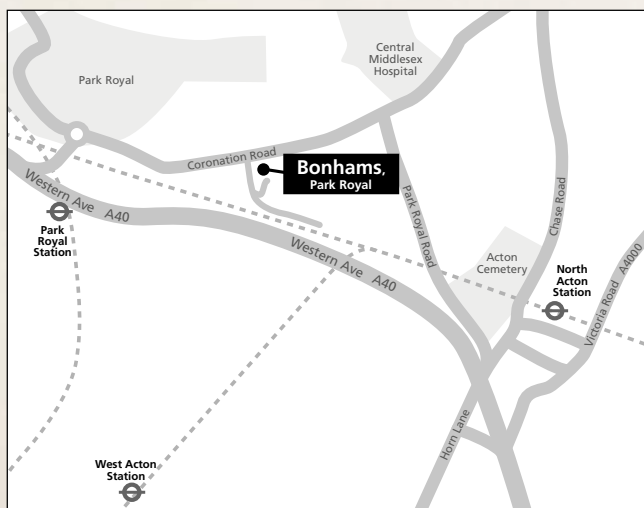 Park Royal
Central
Middlesex
Hospital
Coronation Road
Bonhams,
Park Royal
Western Ave A40
Park
Royal
Station
Western Ave A40
Park Royal Road
Chase Road
Acton
Cemetery
North
Acton
Station
Victoria Road A4000
Horn Lane
West Acton
Station